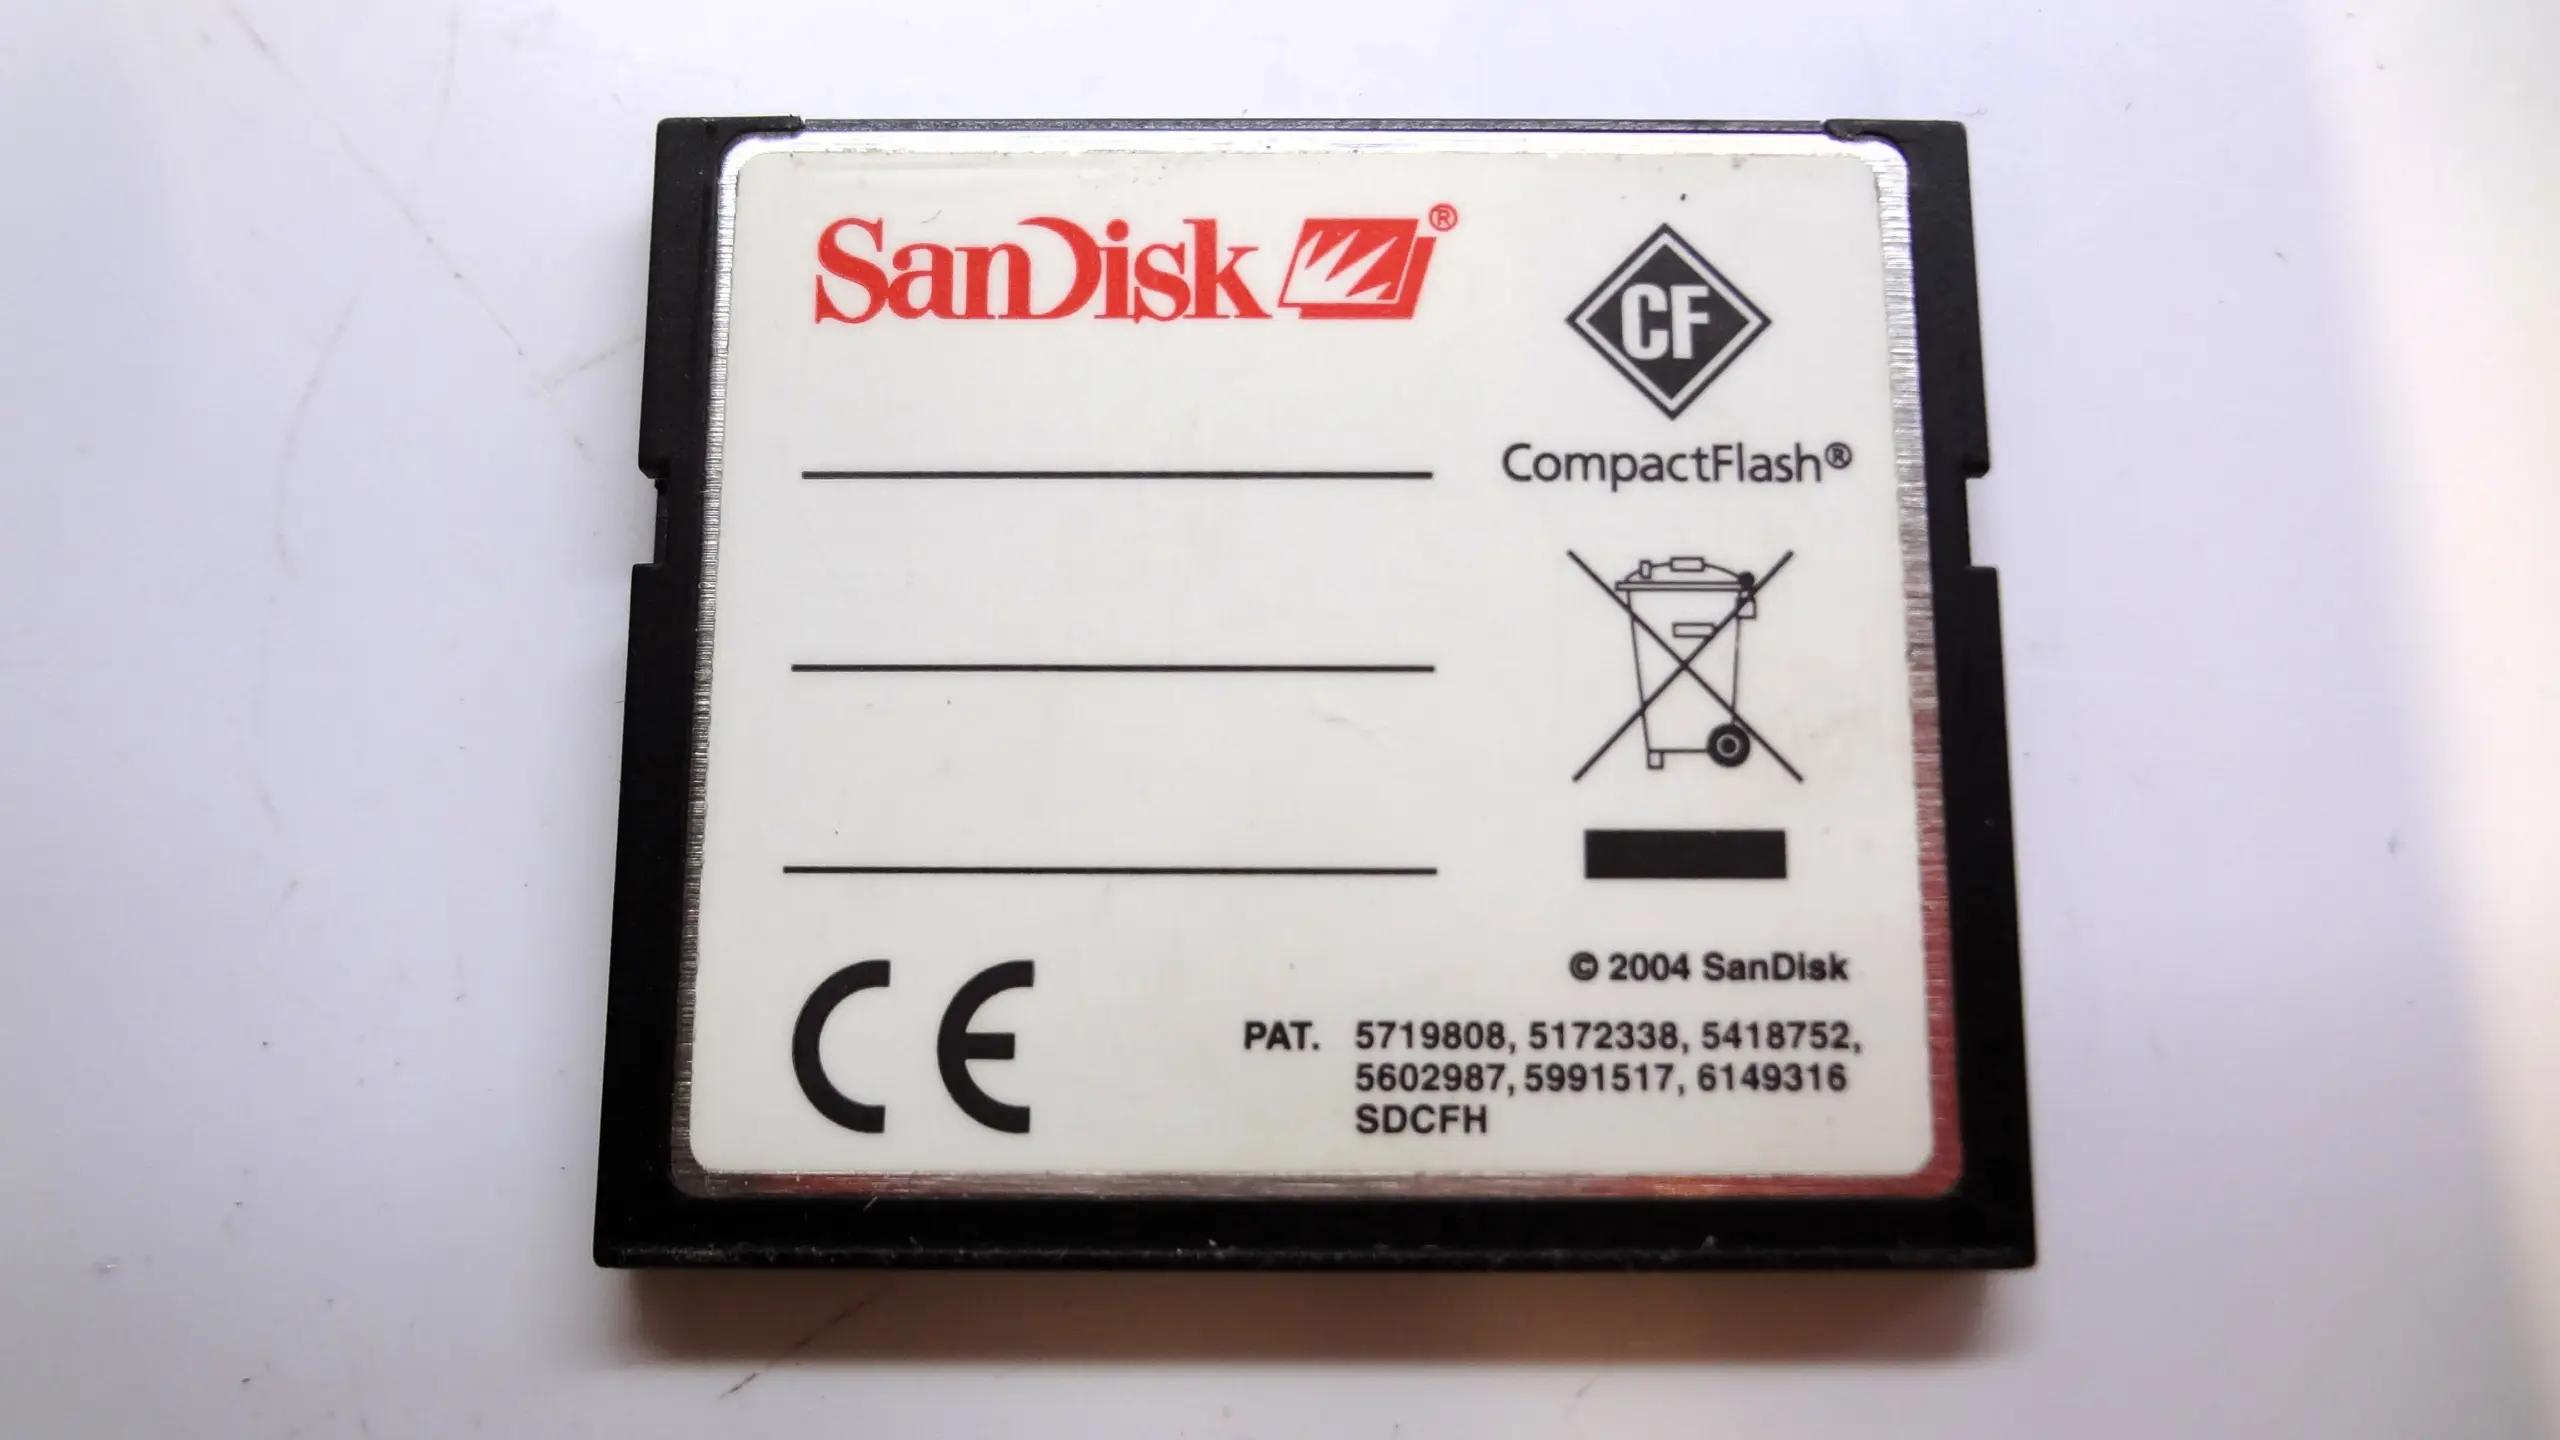 SanDisk®
CF
CompactFlash®
CE
© 2004 SanDisk
PAT. 5719808, 5172338, 5418752,
5602987, 5991517, 6149316
SDCFH